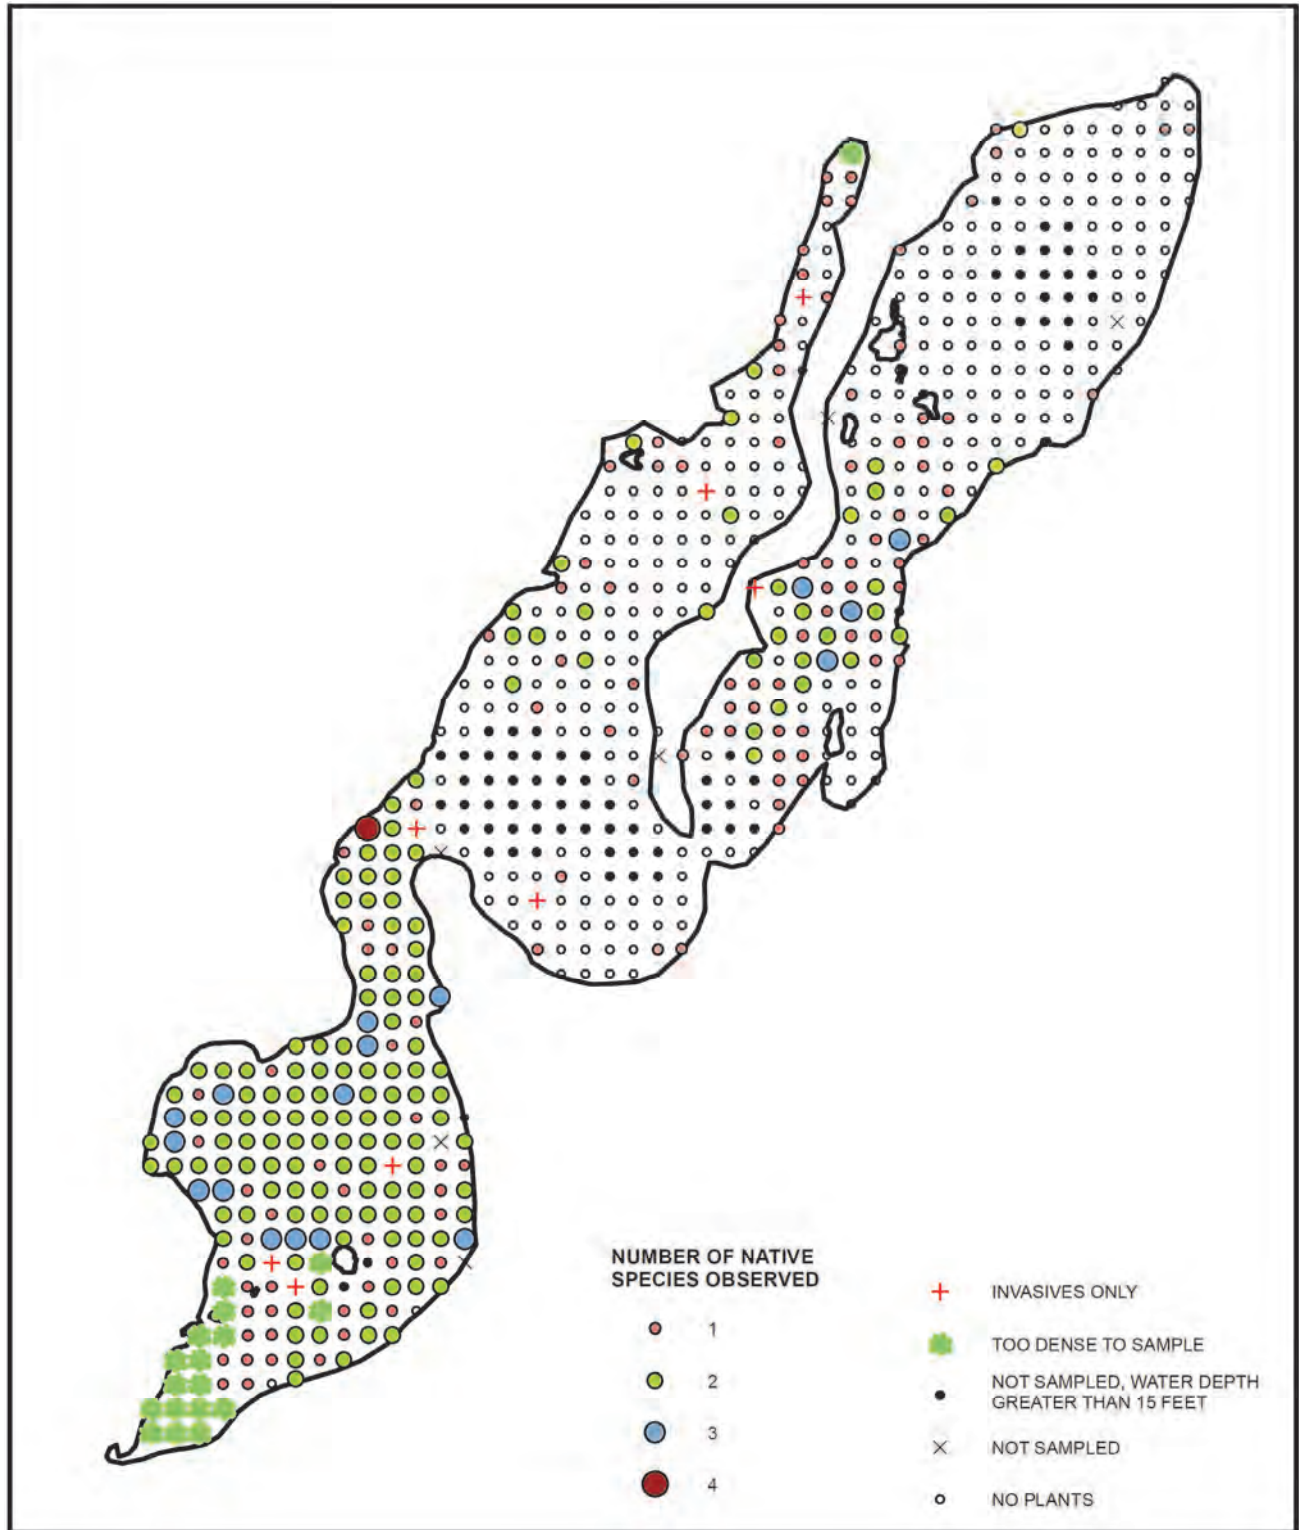 NUMBER OF NATIVE
SPECIES OBSERVED
1
2
3
4
INVASIVES ONLY
TOO DENSE TO SAMPLE
NOT SAMPLED, WATER DEPTH
GREATER THAN 15 FEET
NOT SAMPLED
NO PLANTS